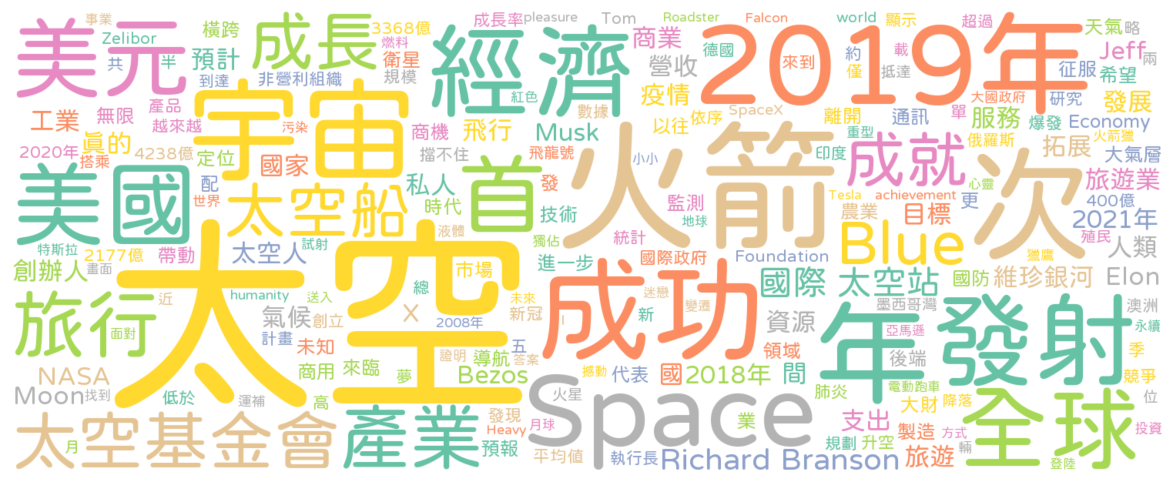 美元
事業
Zelibor
共
半
橫跨
預計
到達
成長
3368億
燃料
衛星
規模
非營利組織
成長率
pleasure
Tom
Roadster
Falcon
world
顯示
超過
天氣
略
經濟
紅色
商業
營收
德國
疫情
數據
SpaceX
以往
依序
2019年
來到
約
僅
載
抵達
征服
Jeff
兩
希望
工業
無限
產品
越來越
宇宙
污染
商機
飛行
Musk
擋不住
飛龍號
離開
重型
通訊
單
大國政府
研究
服務
爆發
俄羅斯
發展
Economy
火箭獵
2020年
搭乘
真的
4238億
定位
國家
配
世界
首
私人
時代
發
技術
火箭
小小
監測
地球
統計
印度
Tesla
成就
achievement
農業
目標
心靈
更
次
拓展
大氣層
旅遊業
400億
2021年
殖民
人類
獵鷹
美國
太空船
特斯拉
試射
2177億
帶動
畫面
太空人
創辦人
液體
獨佔
進一步
國際政府
Foundation
Blue
國際
太空站
國防
維珍銀河
Elon
旅行
太空
近
humanity
送入
面對
氣候
創立
計畫
未知
市場
總
X
2008年
未來
新冠
證明
五
答案
成功
迷戀
變遷
新
資源
墨西哥灣
亞馬遜
澳洲
永續
年
發射
季
競爭
後端
NASA
Moon
找到
低於
運補
商用
來臨
夢
高
導航
Bezos
撼動
代表
領域
國
2018年
間
肺炎
電動跑車
大財
降落
位
投資
太空基金會
月
產業
發現
Heavy
預報
Space
火星
月球
平均值
執行長
Richard Branson
業
規劃
升空
支出
製造
方式
旅遊
輛
全球
登陸